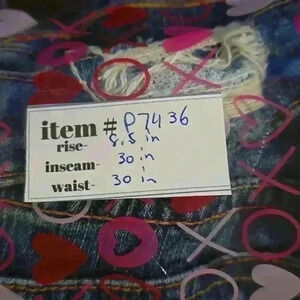 item # P7436
rise- 8.5 in
inseam- 30 in
waist- 30 in